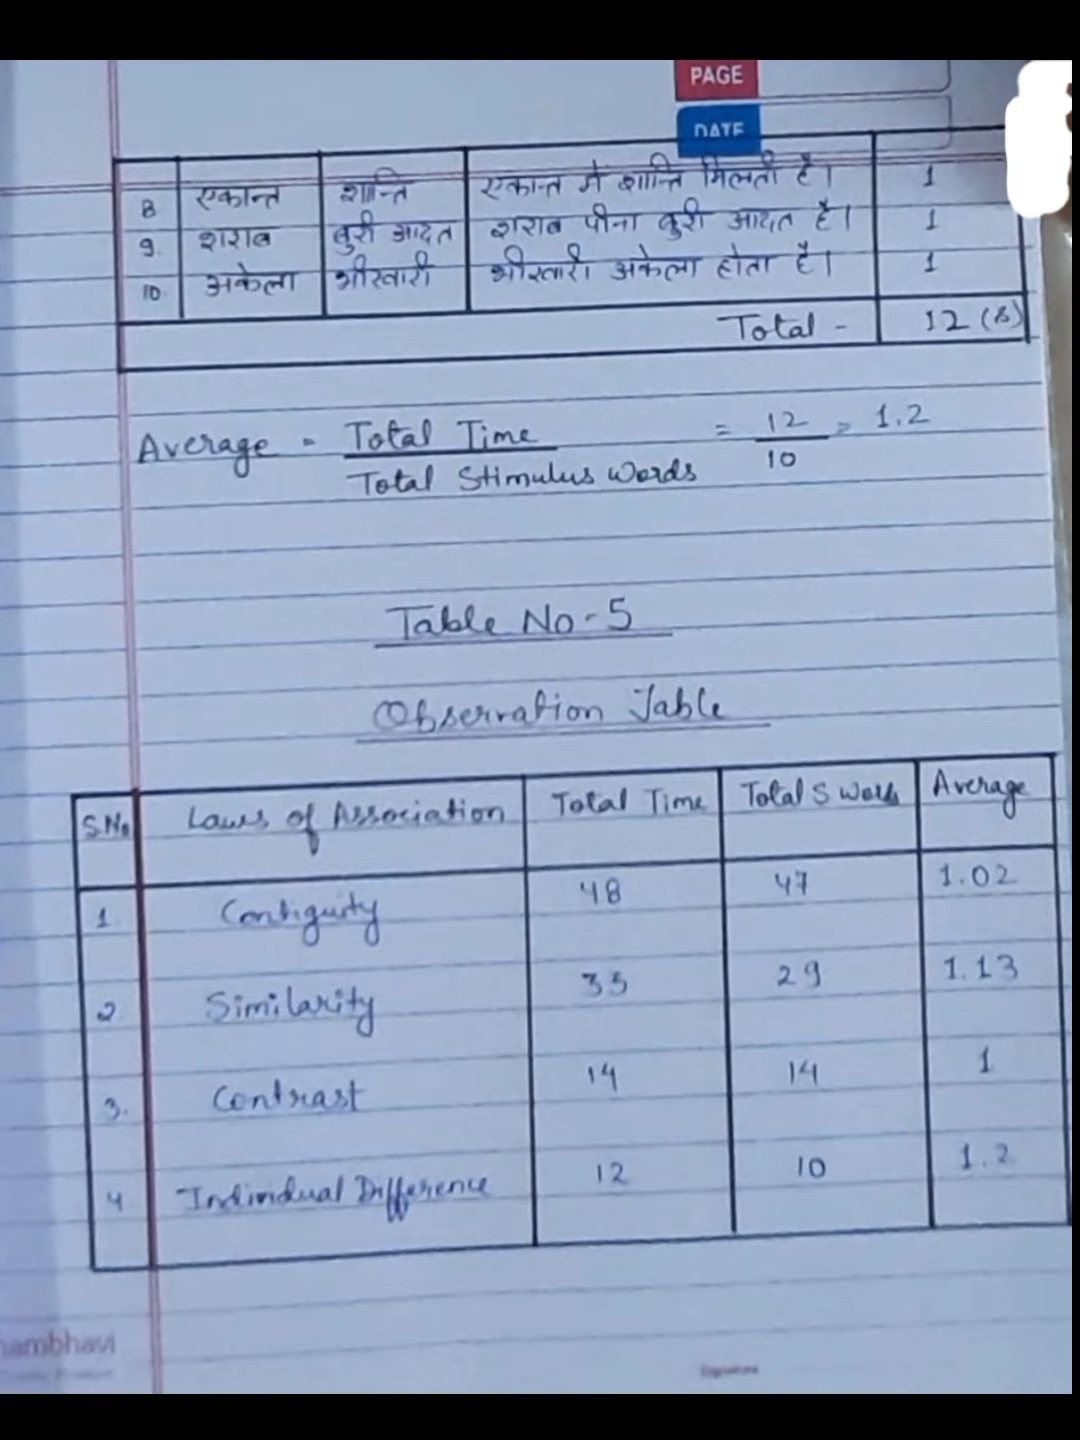 PAGE
DATE
8 एकान्त शान्ति एकान्त में शान्ति मिलती है। 1
9. शराब बुरी आदत शराब पीना बुरी आदत है। 1
10. अकेला भीखारी भीखारी अकेला होता है। 1
Total - 12 (s)
Average = Total Time / Total Stimulus Words = 12 / 10 = 1.2
Table No-5
Observation Table
S No. Laws of Association Total Time Total S Words Average
1. Contiguity 48 47 1.02
2 Similarity 35 29 1.13
3. Contrast 14 14 1
4 Individual Difference 12 10 1.2
hambhavi
Signature